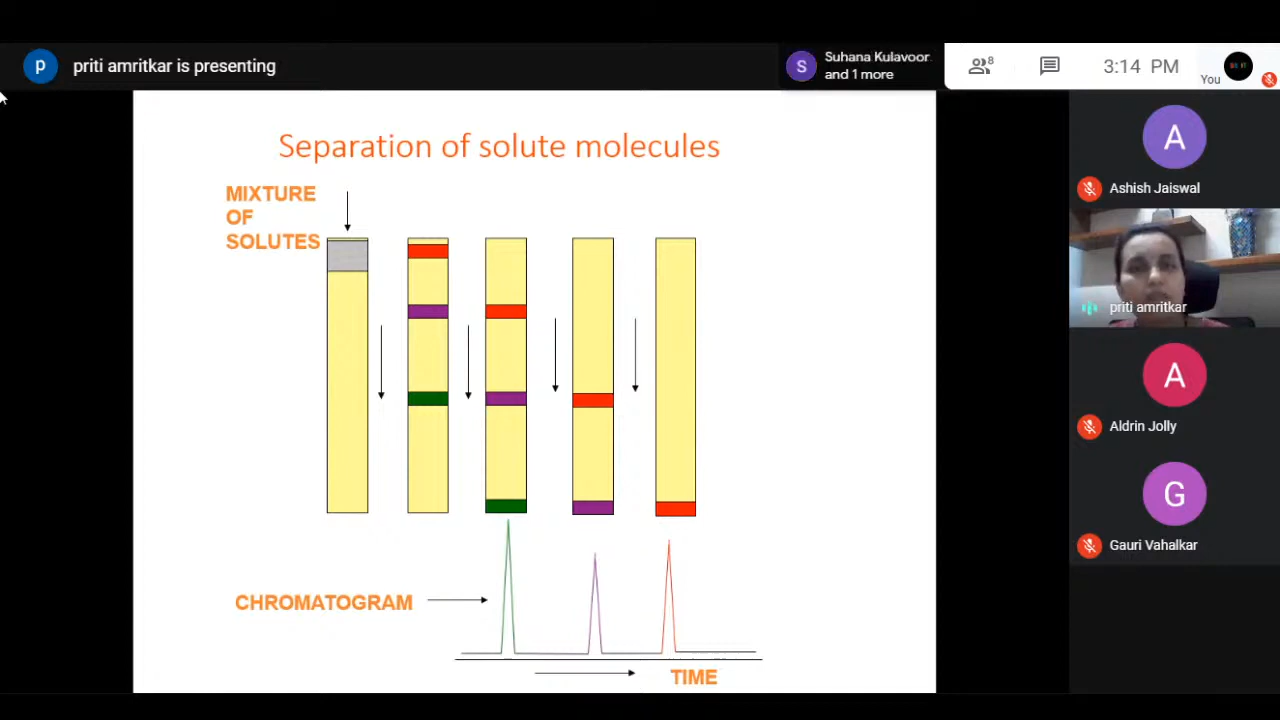 p priti amritkar is presenting
S Suhana Kulavoor
and 1 more
8
3:14 PM
You
Separation of solute molecules
MIXTURE
OF
SOLUTES
CHROMATOGRAM
TIME
A
Ashish Jaiswal
priti amritkar
A
Aldrin Jolly
G
Gauri Vahalkar